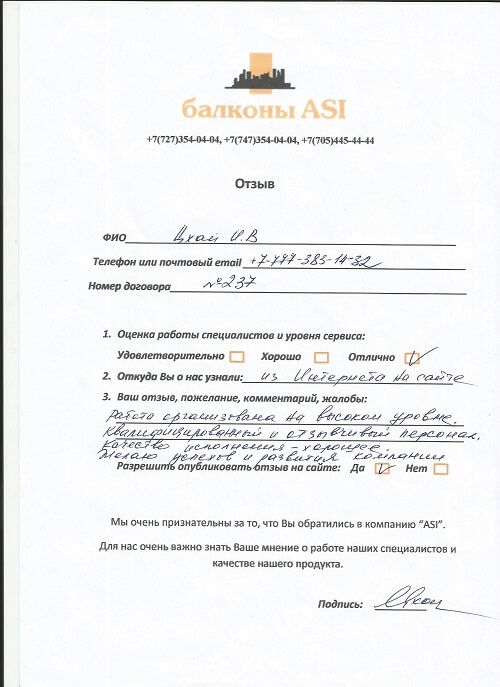 балконы ASI
+7(727)354-04-04, +7(747)354-04-04, +7(705)445-44-44
Отзыв
ФИО Цхай И.В
Телефон или почтовый email +7-777-383-14-32
Номер договора №237
1. Оценка работы специалистов и уровня сервиса:
Удовлетворительно Хорошо Отлично
2. Откуда Вы о нас узнали: из Интернета на сайте
3. Ваш отзыв, пожелание, комментарий, жалобы:
Работа организована на высоком уровне.
Квалифицированный и отзывчивый персонал.
Качество исполнения - хорошее.
Желаю успехов и развития компании
Разрешить опубликовать отзыв на сайте: Да Нет
Мы очень признательны за то, что Вы обратились в компанию “ASI”.
Для нас очень важно знать Ваше мнение о работе наших специалистов и
качестве нашего продукта.
Подпись: